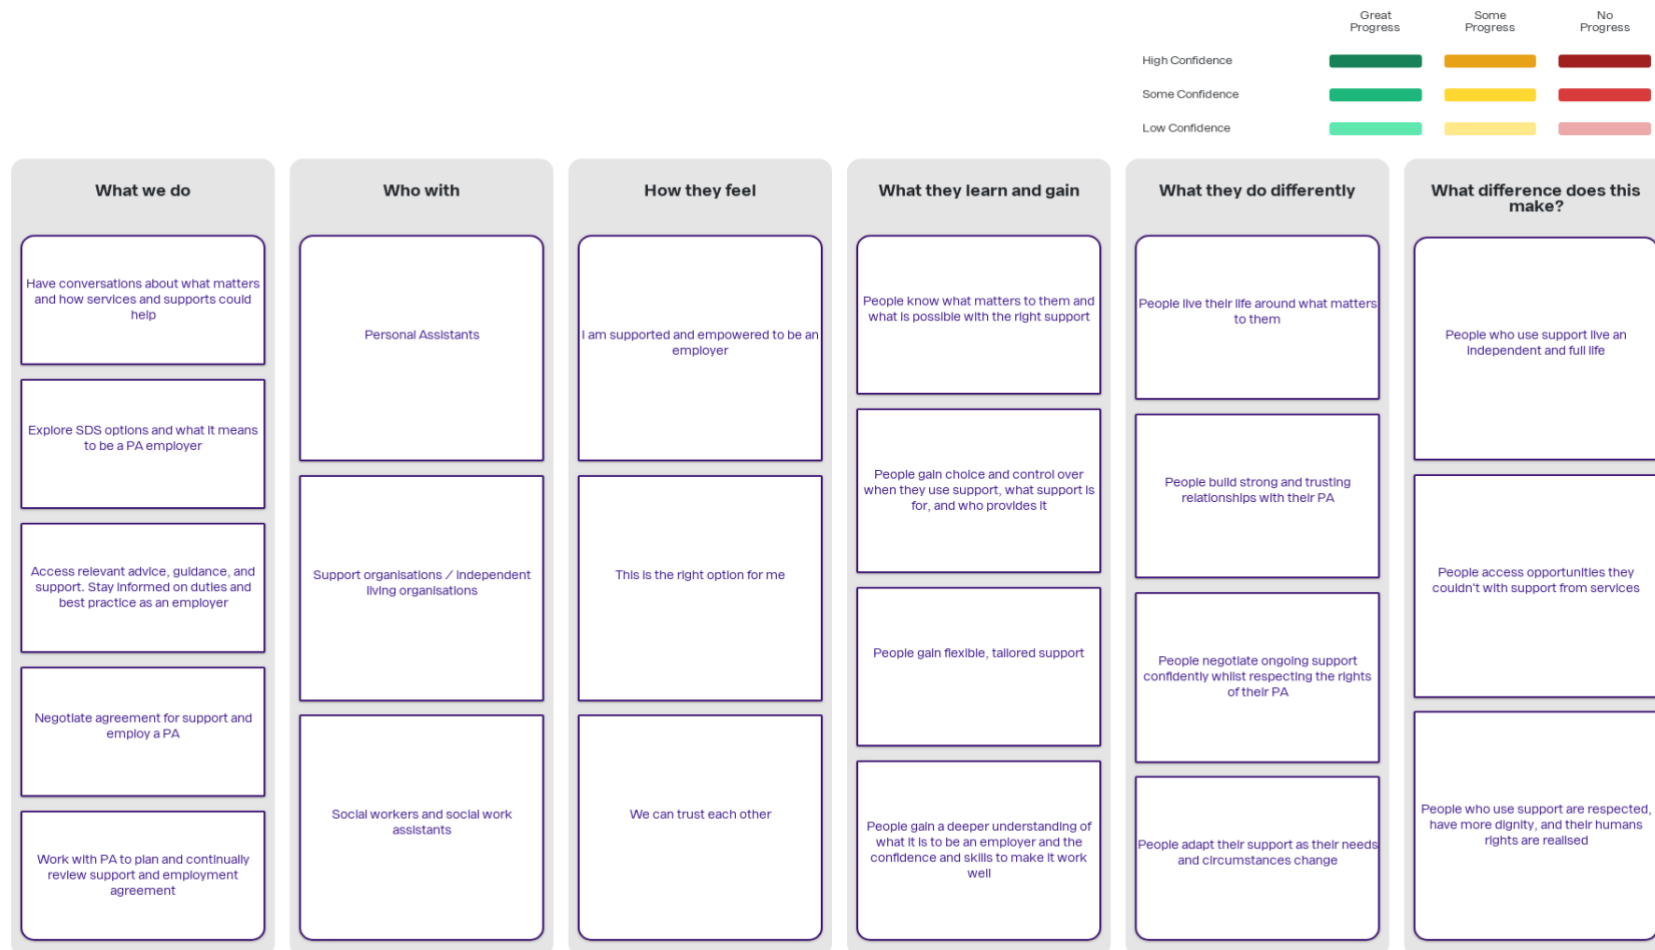 Great
Progress
Some
Progress
No
Progress
High Confidence
Some Confidence
Low Confidence
What we do
Have conversations about what matters
and how services and supports could
help
Explore SDS options and what it means
to be a PA employer
Access relevant advice, guidance, and
support. Stay informed on duties and
best practice as an employer
Negotiate agreement for support and
employ a PA
Work with PA to plan and continually
review support and employment
agreement
Who with
Personal Assistants
Support organisations / independent
living organisations
Social workers and social work
assistants
How they feel
I am supported and empowered to be an
employer
This is the right option for me
We can trust each other
What they learn and gain
People know what matters to them and
what is possible with the right support
People gain choice and control over
when they use support, what support is
for, and who provides it
People gain flexible, tailored support
People gain a deeper understanding of
what it is to be an employer and the
confidence and skills to make it work
well
What they do differently
People live their life around what matters
to them
People build strong and trusting
relationships with their PA
People negotiate ongoing support
confidently whilst respecting the rights
of their PA
People adapt their support as their needs
and circumstances change
What difference does this
make?
People who use support live an
independent and full life
People access opportunities they
couldn't with support from services
People who use support are respected,
have more dignity, and their humans
rights are realised